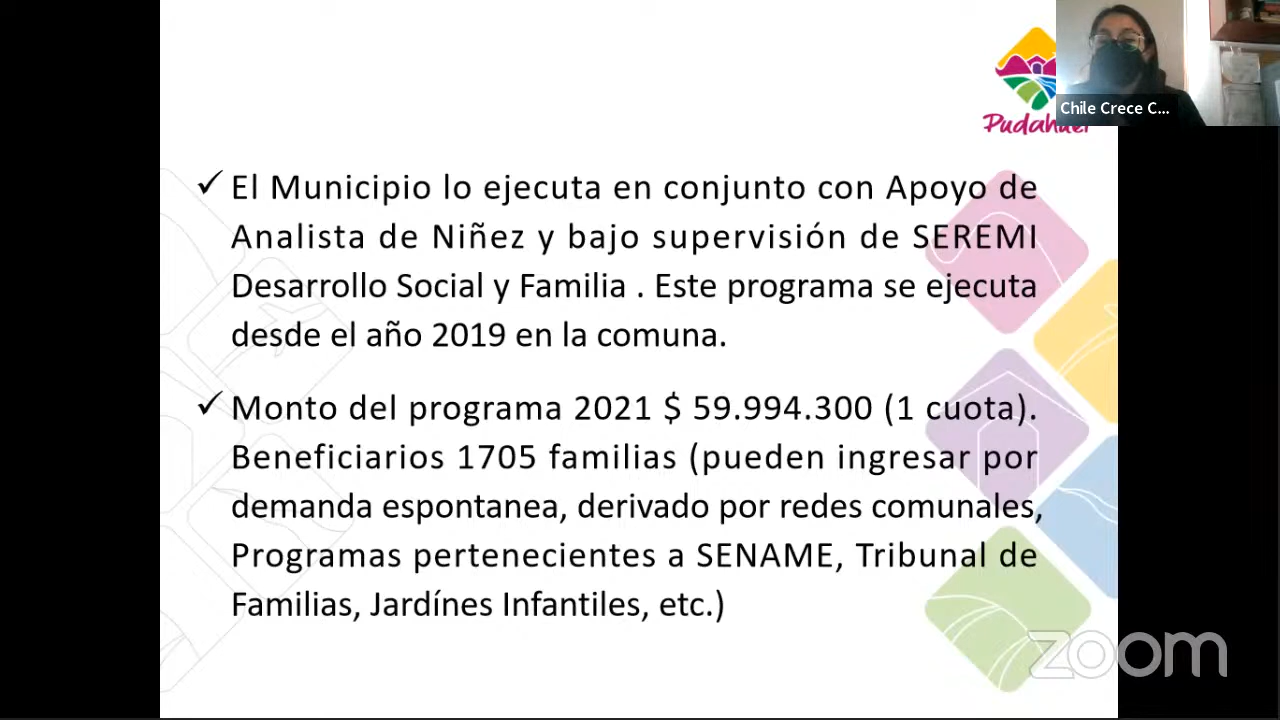 Pudahuel
Chile Crece C...
✓ El Municipio lo ejecuta en conjunto con Apoyo de
Analista de Niñez y bajo supervisión de SEREMI
Desarrollo Social y Familia . Este programa se ejecuta
desde el año 2019 en la comuna.
✓ Monto del programa 2021 $ 59.994.300 (1 cuota).
Beneficiarios 1705 familias (pueden ingresar por
demanda espontanea, derivado por redes comunales,
Programas pertenecientes a SENAME, Tribunal de
Familias, Jardínes Infantiles, etc.)
zoom